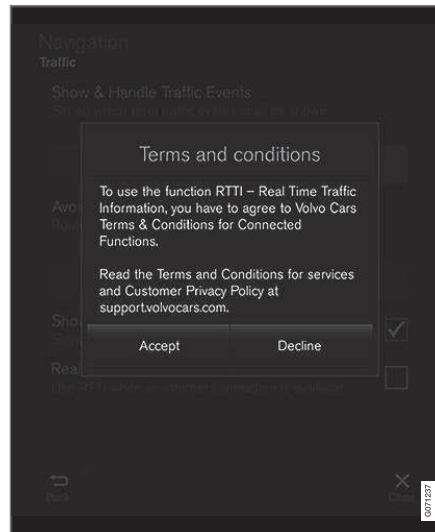 Navigation
Traffic
Show & Handle Traffic Events
Terms and conditions
To use the function RTTI – Real Time Traffic
Information, you have to agree to Volvo Cars
Terms & Conditions for Connected
Functions.
Read the Terms and Conditions for services
and Customer Privacy Policy at
support.volvocars.com.
Accept
Decline
Back
Close
G071237